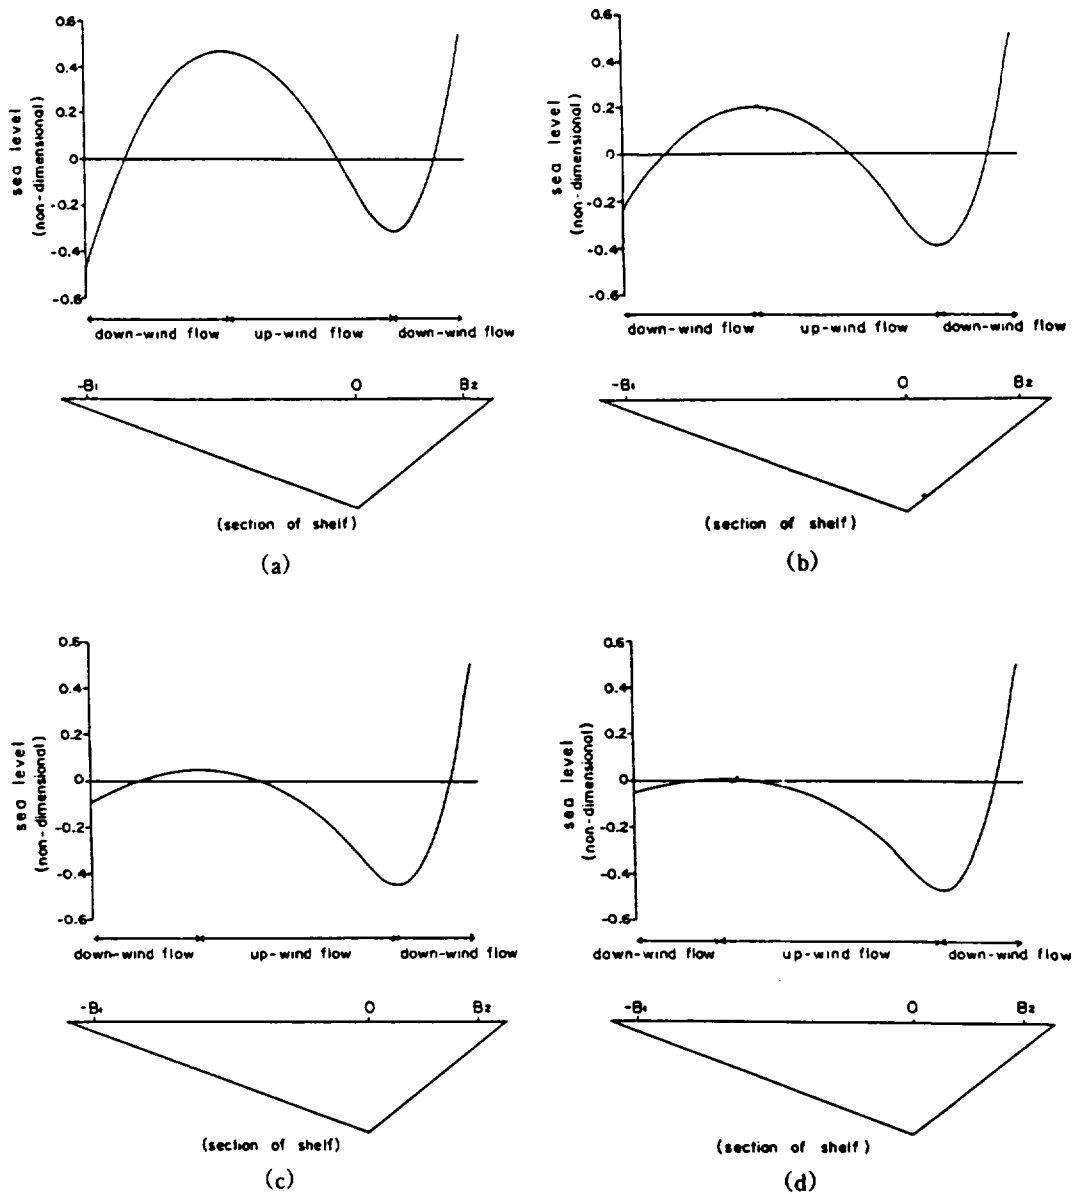 0.6
0.4
0.2
0
-0.2
-0.4
-0.6
sea level
(non-dimensional)
down-wind flow up-wind flow down-wind flow
-B₁ 0 B₂
(section of shelf)
(a)
0.6
0.4
0.2
0
-0.2
-0.4
-0.6
sea level
(non-dimensional)
down-wind flow up-wind flow down-wind flow
-B₁ 0 B₂
(section of shelf)
(b)
0.6
0.4
0.2
0
-0.2
-0.4
-0.6
sea level
(non-dimensional)
down-wind flow up-wind flow down-wind flow
-B₁ 0 B₂
(section of shelf)
(c)
0.6
0.4
0.2
0
-0.2
-0.4
-0.6
sea level
(non-dimensional)
down-wind flow up-wind flow down-wind flow
-B₁ 0 B₂
(section of shelf)
(d)